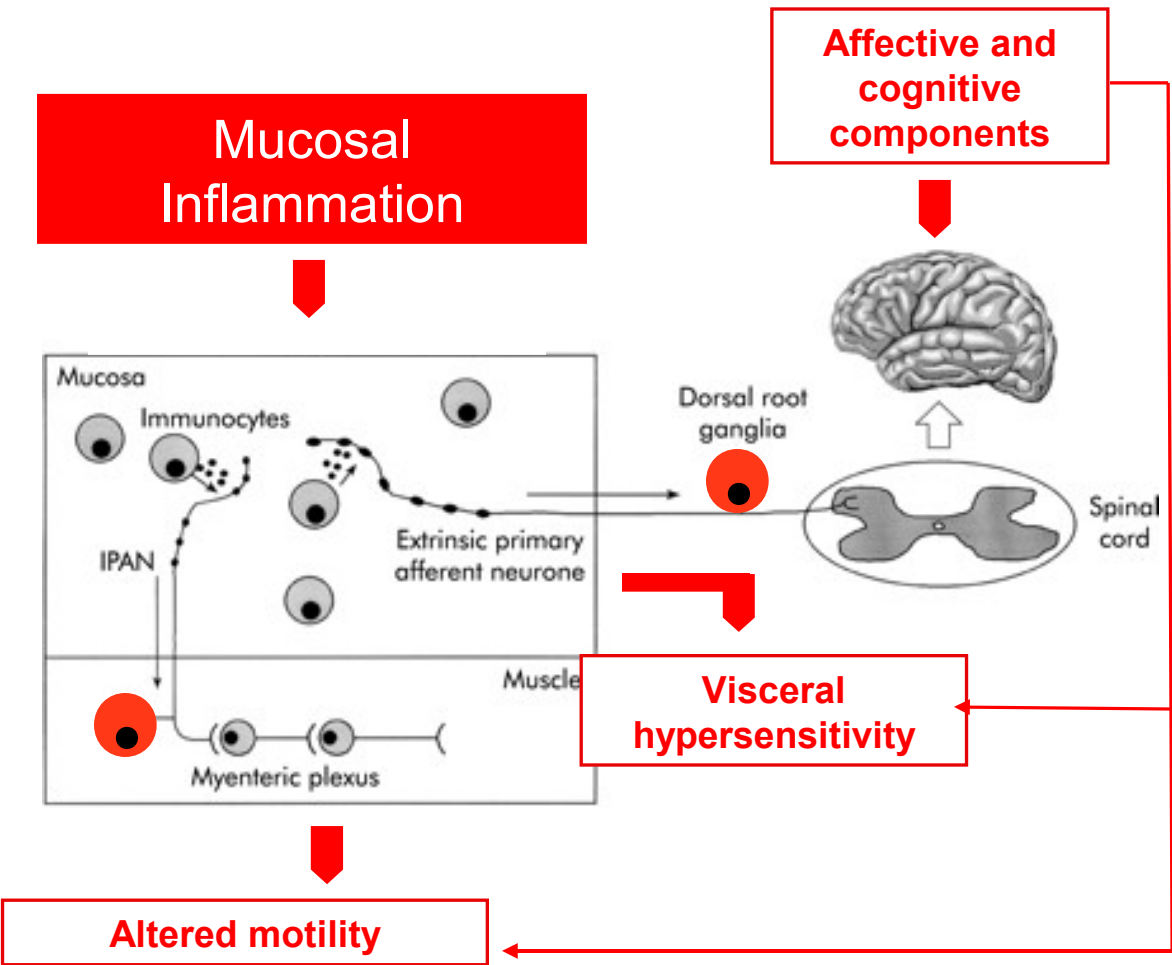 Affective and
cognitive
components
Mucosal
Inflammation
Mucosa
Immunocytes
Dorsal root
ganglia
IPAN
Extrinsic primary
afferent neurone
Spinal
cord
Muscle
Visceral
hypersensitivity
Myenteric plexus
Altered motility